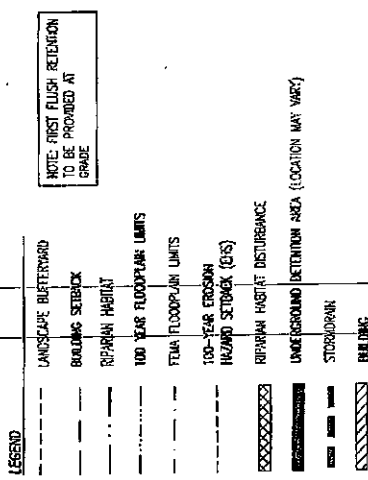 LEGEND
LANDSCAPE BUFFERYARD
BUILDING SETBACK
RIPARIAN HABITAT
100 YEAR FLOODPLAIN LIMITS
FEMA FLOODPLAIN LIMITS
100-YEAR EROSION
HAZARD SETBACK (EHS)
RIPARIAN HABITAT DISTURBANCE
UNDERGROUND DETENTION AREA (LOCATION MAY VARY)
STORMDRAIN
BUILDING
NOTE: FIRST FLUSH RETENTION
TO BE PROVIDED AT
GRADE